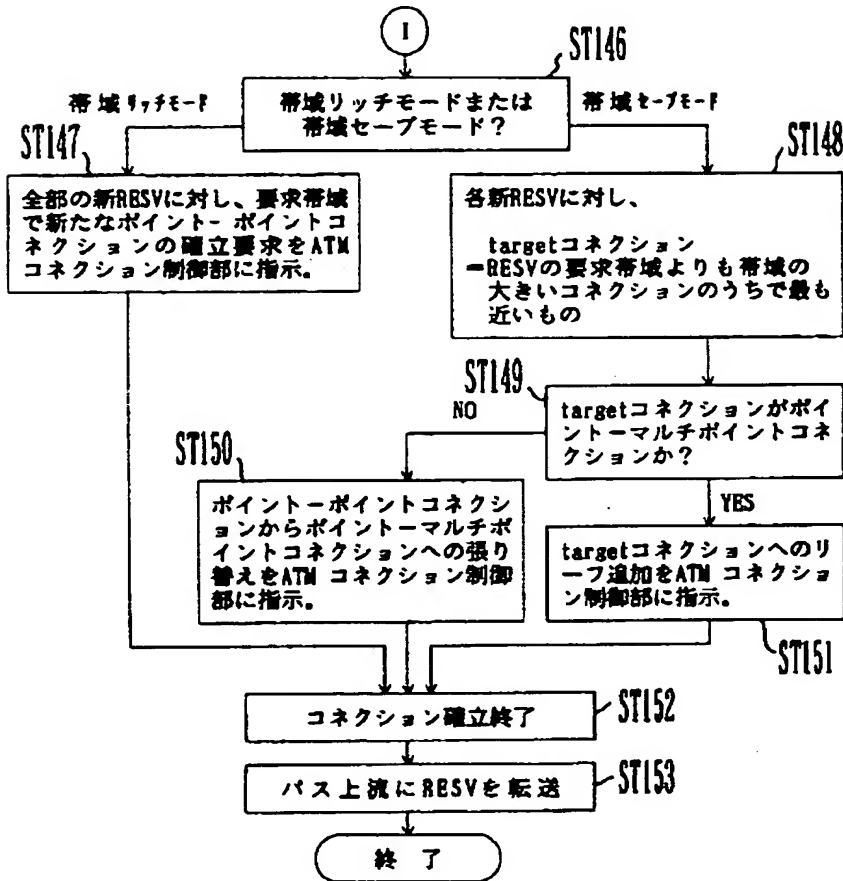 I
ST146
帯域リッチモードまたは
帯域セーブモード?
帯域リッチモード
帯域セーブモード
ST147
全部の新RESVに対し、要求帯域
で新たなポイント-ポイントコ
ネクションの確立要求をATM
コネクション制御部に指示。
ST148
各新RESVに対し、
targetコネクション
=RESVの要求帯域よりも帯域の
大きいコネクションのうちで最も
近いもの
ST149
targetコネクションがポイ
ントーマルチポイントコネ
クションか?
NO
YES
ST150
ポイントーポイントコネクシ
ョンからポイントーマルチポ
イントコネクションへの張り
替えをATM コネクション制御
部に指示。
targetコネクションへのリ
ーフ追加をATM コネクショ
ン制御部に指示。
ST151
コネクション確立終了
ST152
パス上流にRESVを転送
ST153
終 了